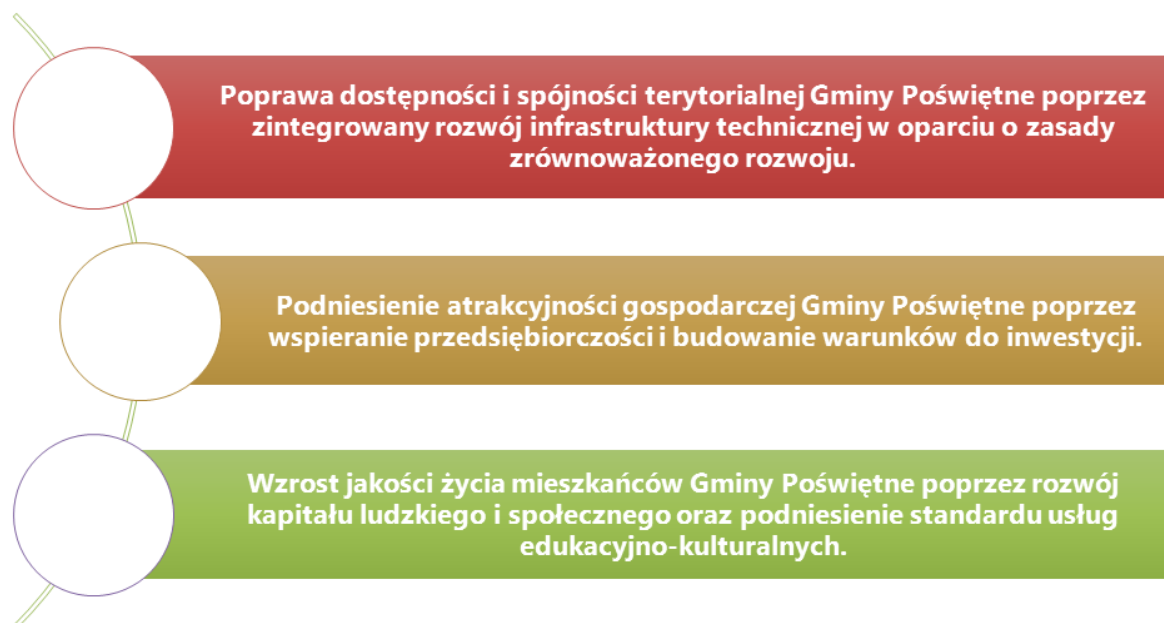 Poprawa dostępności i spójności terytorialnej Gminy Poświętne poprzez
zintegrowany rozwój infrastruktury technicznej w oparciu o zasady
zrównoważonego rozwoju.
Podniesienie atrakcyjności gospodarczej Gminy Poświętne poprzez
wspieranie przedsiębiorczości i budowanie warunków do inwestycji.
Wzrost jakości życia mieszkańców Gminy Poświętne poprzez rozwój
kapitału ludzkiego i społecznego oraz podniesienie standardu usług
edukacyjno-kulturalnych.